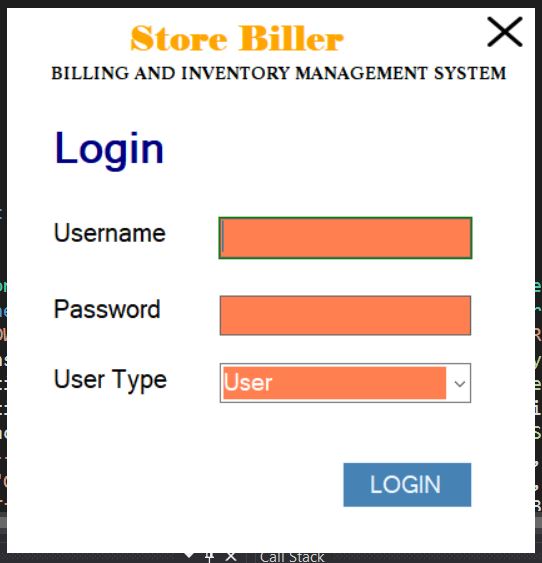 Store Biller
BILLING AND INVENTORY MANAGEMENT SYSTEM
Login
Username
Password
User Type
User
LOGIN
Call Stack